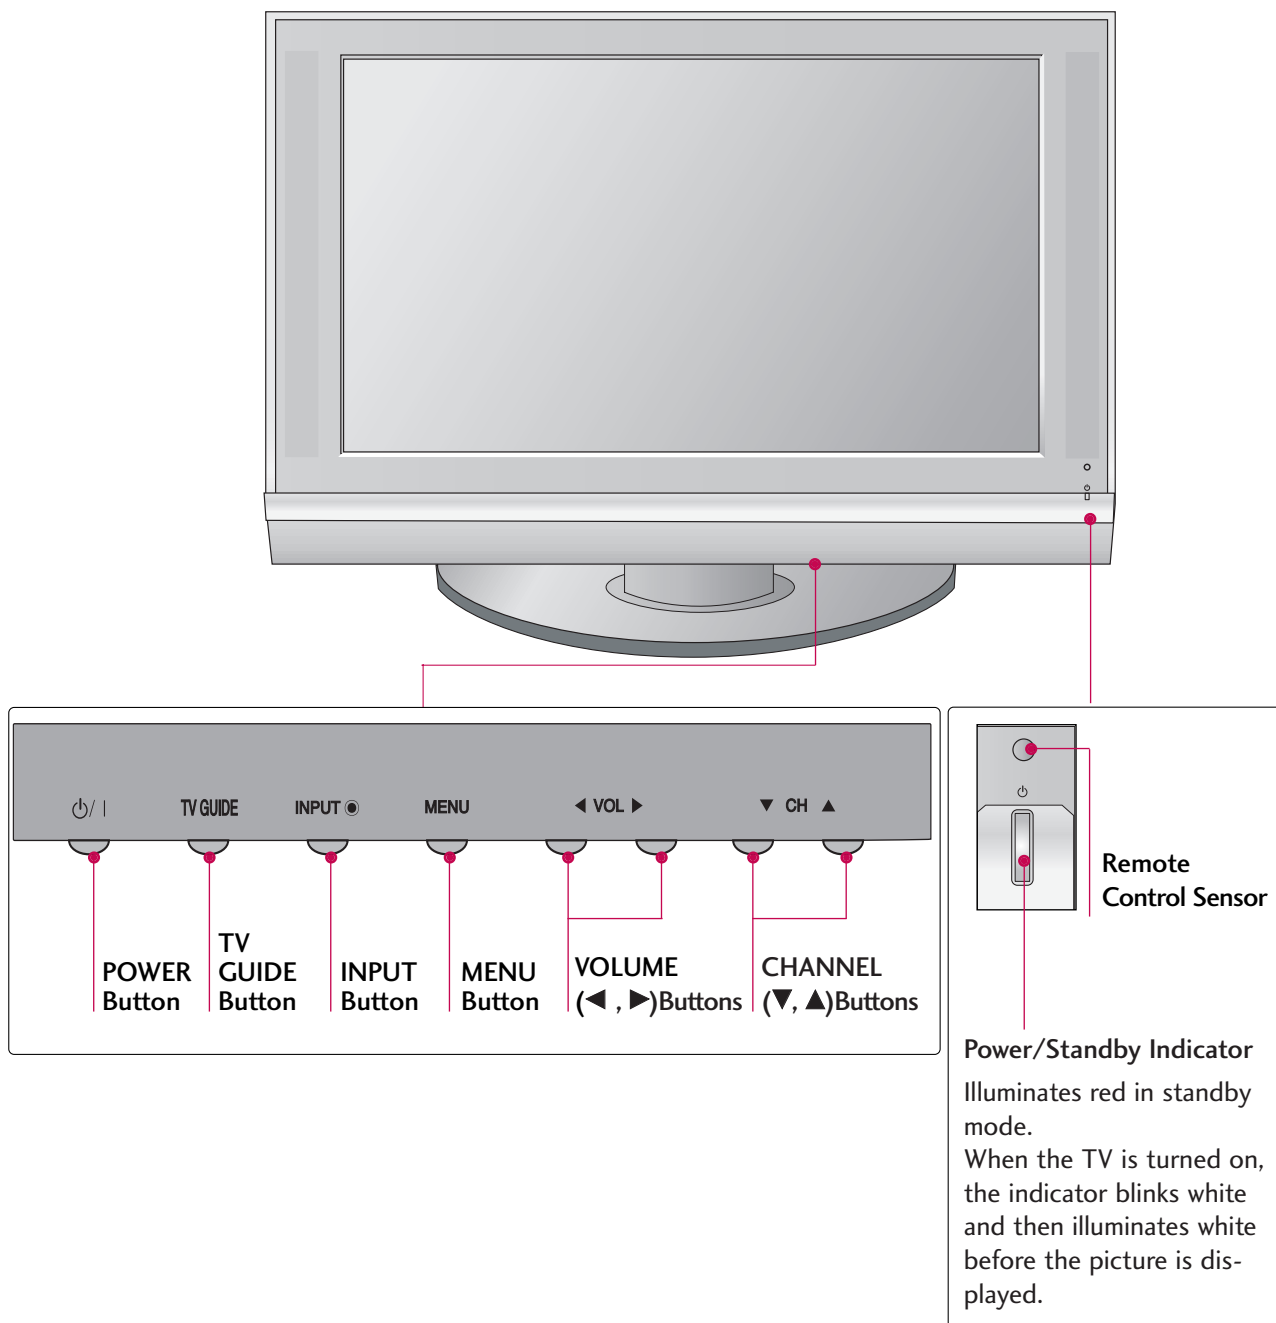 ⏻/ I TV GUIDE INPUT ◉ MENU ◀ VOL ▶ ▼ CH ▲
POWER
Button
TV
GUIDE
Button
INPUT
Button
MENU
Button
VOLUME
(◀ , ▶)Buttons
CHANNEL
(▼, ▲)Buttons
Remote
Control Sensor
Power/Standby Indicator
Illuminates red in standby
mode.
When the TV is turned on,
the indicator blinks white
and then illuminates white
before the picture is dis-
played.